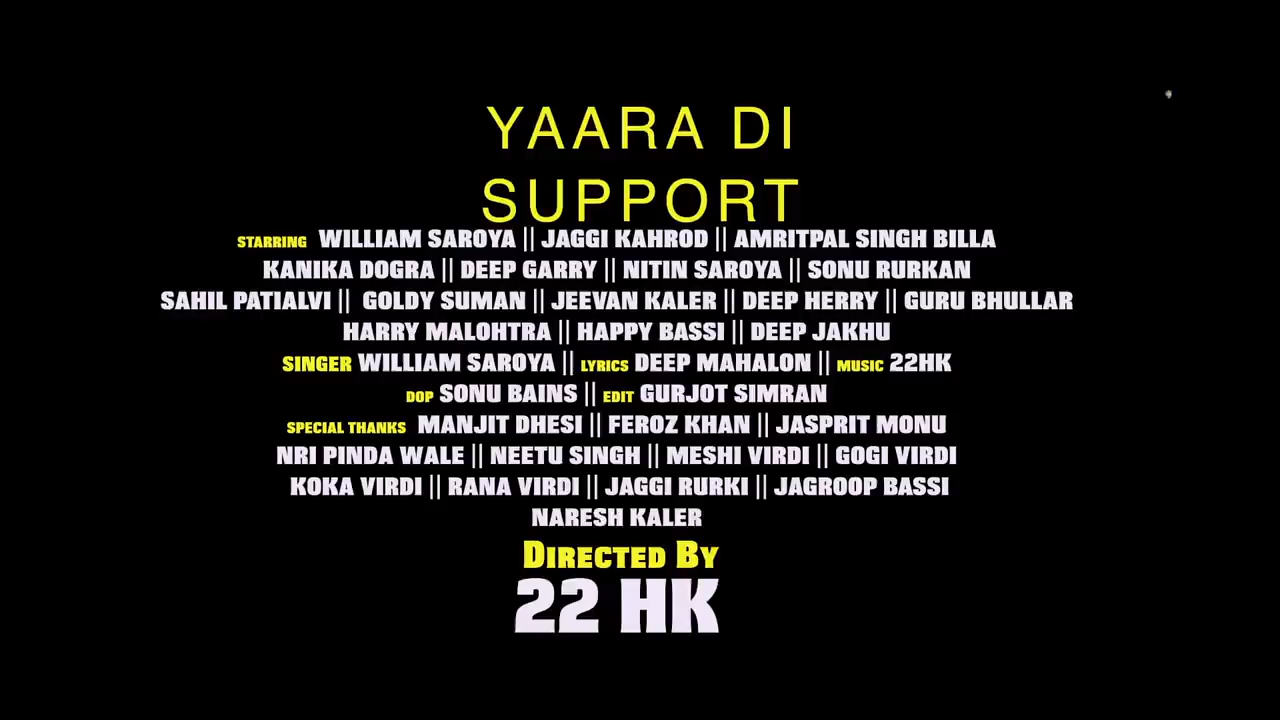 YAARA DI
SUPPORT
STARRING WILLIAM SAROYA || JAGGI KAHROD || AMRITPAL SINGH BILLA
KANIKA DOGRA || DEEP GARRY || NITIN SAROYA || SONU RURKAN
SAHIL PATIALVI || GOLDY SUMAN || JEEVAN KALER || DEEP HERRY || GURU BHULLAR
HARRY MALOHTRA || HAPPY BASSI || DEEP JAKHU
SINGER WILLIAM SAROYA || LYRICS DEEP MAHALON || MUSIC 22HK
DOP SONU BAINS || EDIT GURJOT SIMRAN
SPECIAL THANKS MANJIT DHESI || FEROZ KHAN || JASPRIT MONU
NRI PINDA WALE || NEETU SINGH || MESHI VIRDI || GOGI VIRDI
KOKA VIRDI || RANA VIRDI || JAGGI RURKI || JAGROOP BASSI
NARESH KALER
DIRECTED BY
22 HK